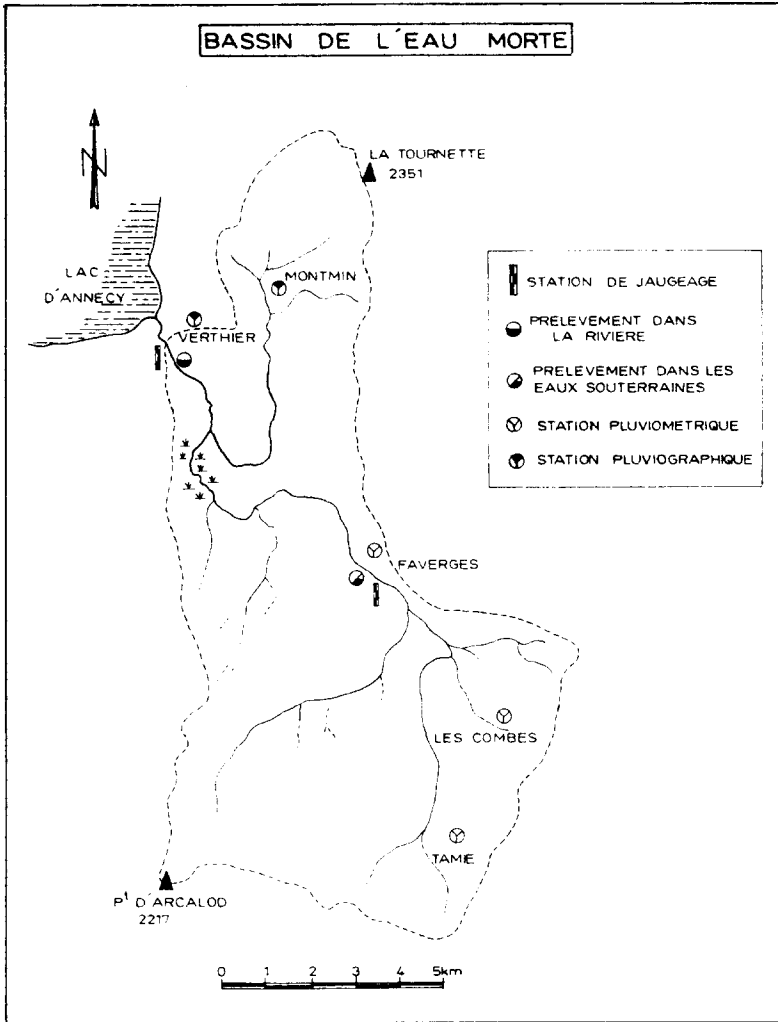 BASSIN DE L'EAU MORTE
N
LA TOURNETTE
2351
LAC
D'ANNECY
MONTMIN
VERTHIER
STATION DE JAUGEAGE
PRELEVEMENT DANS
LA RIVIERE
PRELEVEMENT DANS LES
EAUX SOUTERRAINES
STATION PLUVIOMETRIQUE
STATION PLUVIOGRAPHIQUE
FAVERGES
LES COMBES
TAMIE
Pt D'ARCALOD
2217
0 1 2 3 4 5km